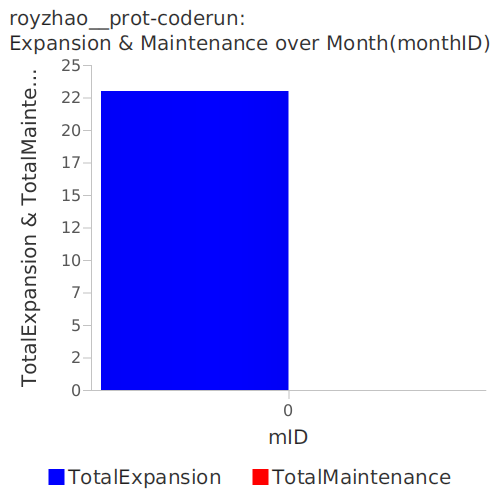 royzhao__prot-coderun:
Expansion & Maintenance over Month(monthID)
TotalExpansion & TotalMainte...
25
22
20
17
15
12
10
7
5
2
0
0
mID
TotalExpansion
TotalMaintenance